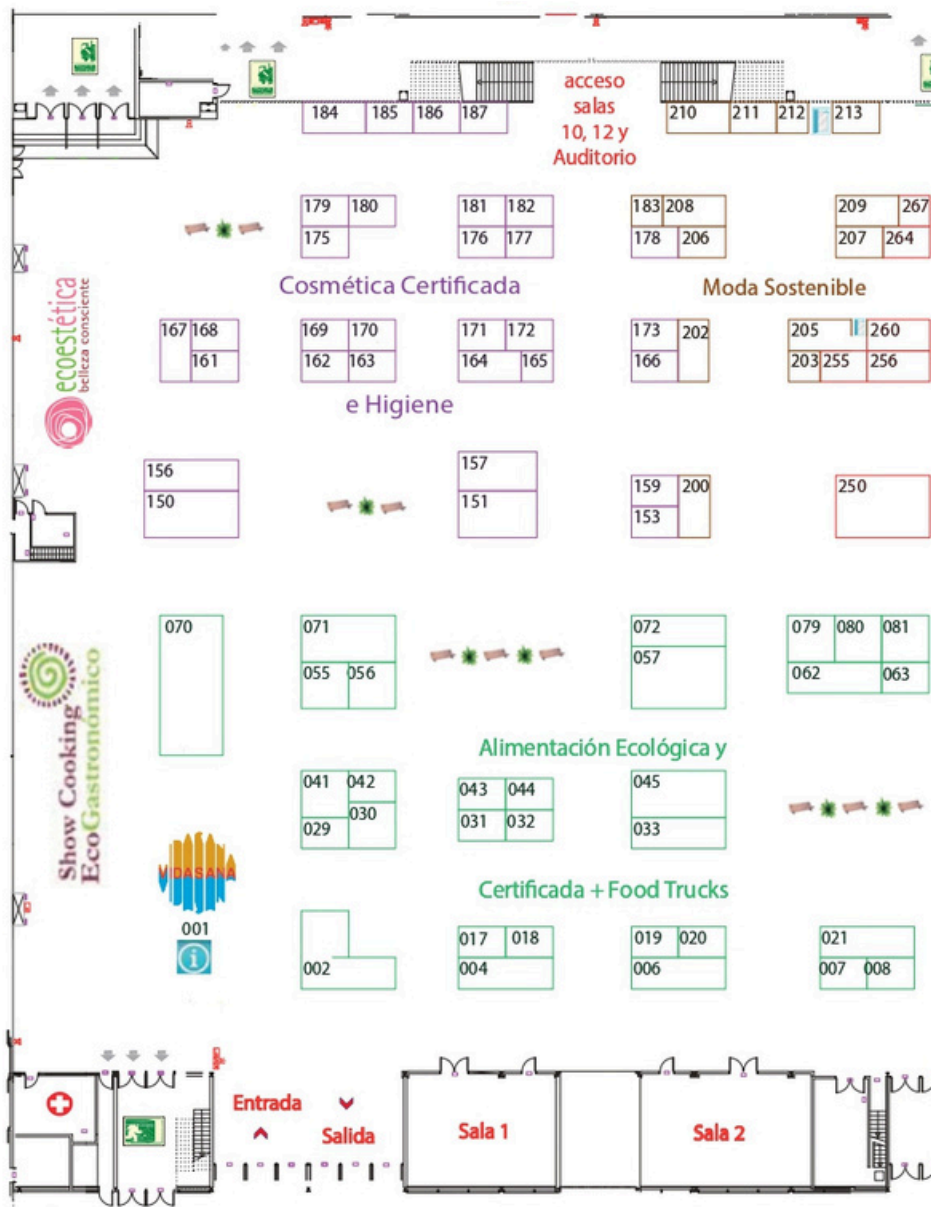 acceso
salas
10, 12 y
Auditorio
184 185 186 187
210 211 212 213
179 180 181 182 183 208 209 267
175 176 177 178 206 207 264
Cosmética Certificada
Moda Sostenible
ecoestética
belleza consciente
167 168 169 170 171 172 173 202 205 260
161 162 163 164 165 166 203 255 256
e Higiene
156 157 159 200 250
150 151 153
070 071 072 079 080 081
055 056 057 062 063
Show Cooking
EcoGastronómico
Alimentación Ecológica y
041 042 043 044 045
029 030 031 032 033
VIDASANA
Certificada + Food Trucks
001
i
017 018 019 020 021
002 004 006 007 008
Entrada
Salida
Sala 1
Sala 2